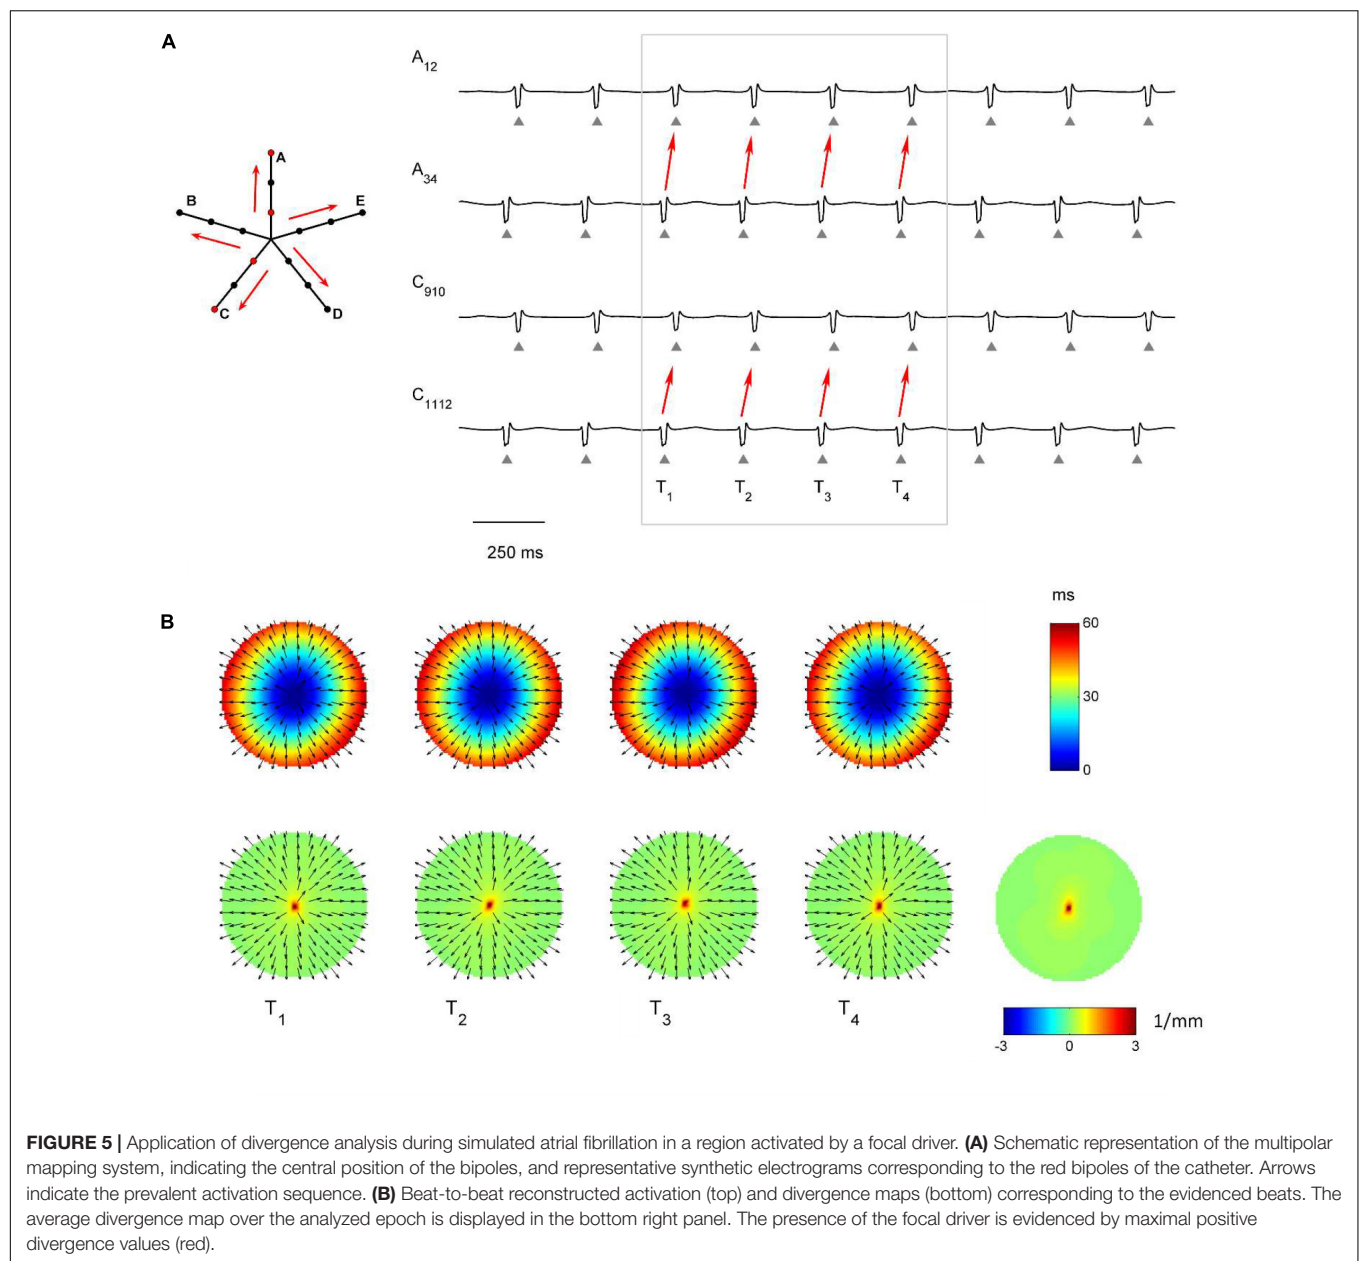 A
A
B
E
C
D
A12
A34
C910
C1112
T1 T2 T3 T4
250 ms
B
ms
60
30
0
T1 T2 T3 T4
1/mm
-3 0 3
FIGURE 5 | Application of divergence analysis during simulated atrial fibrillation in a region activated by a focal driver. (A) Schematic representation of the multipolar
mapping system, indicating the central position of the bipoles, and representative synthetic electrograms corresponding to the red bipoles of the catheter. Arrows
indicate the prevalent activation sequence. (B) Beat-to-beat reconstructed activation (top) and divergence maps (bottom) corresponding to the evidenced beats. The
average divergence map over the analyzed epoch is displayed in the bottom right panel. The presence of the focal driver is evidenced by maximal positive
divergence values (red).